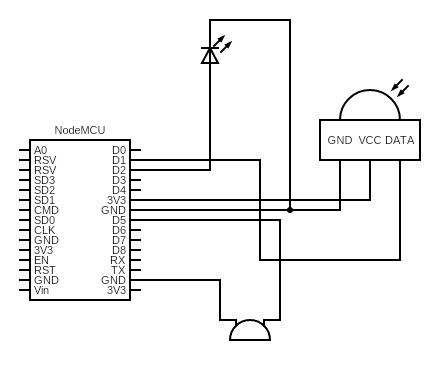 NodeMCU
GND VCC DATA
A0 D0
RSV D1
RSV D2
SD3 D3
SD2 D4
SD1 3V3
CMD GND
SD0 D5
CLK D6
GND D7
3V3 D8
EN RX
RST TX
GND GND
Vin 3V3